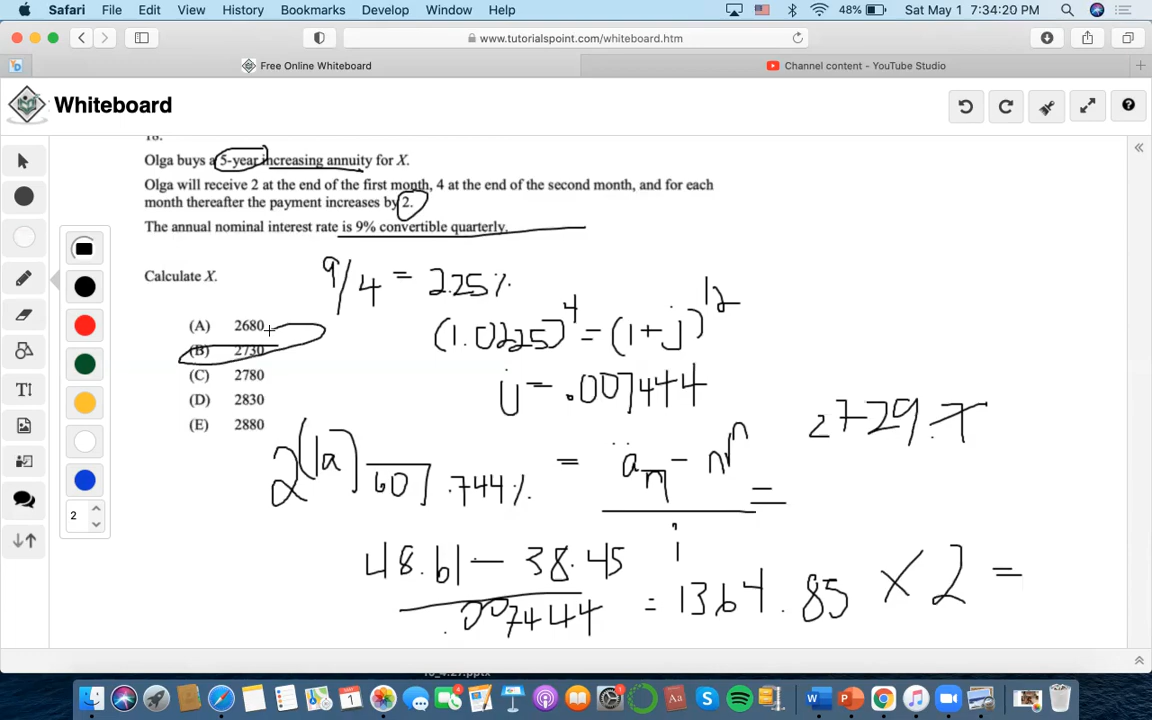 Safari File Edit View History Bookmarks Develop Window Help 48% Sat May 1 7:34:20 PM
www.tutorialspoint.com/whiteboard.htm
Free Online Whiteboard Channel content - YouTube Studio
Whiteboard
Olga buys a 5-year increasing annuity for X.
Olga will receive 2 at the end of the first month, 4 at the end of the second month, and for each
month thereafter the payment increases by 2.
The annual nominal interest rate is 9% convertible quarterly.
Calculate X.
9/4 = 2.25%
(A) 2680
(B) 2730
(C) 2780
(D) 2830
(E) 2880
(1.0225)^4 = (1+j)^12
j = .007444
2729.7
2(Ia)60 .744% = ä n - nv^n / i =
48.61 - 38.45 / .007444 = 1364.85 × 2 =
T
2